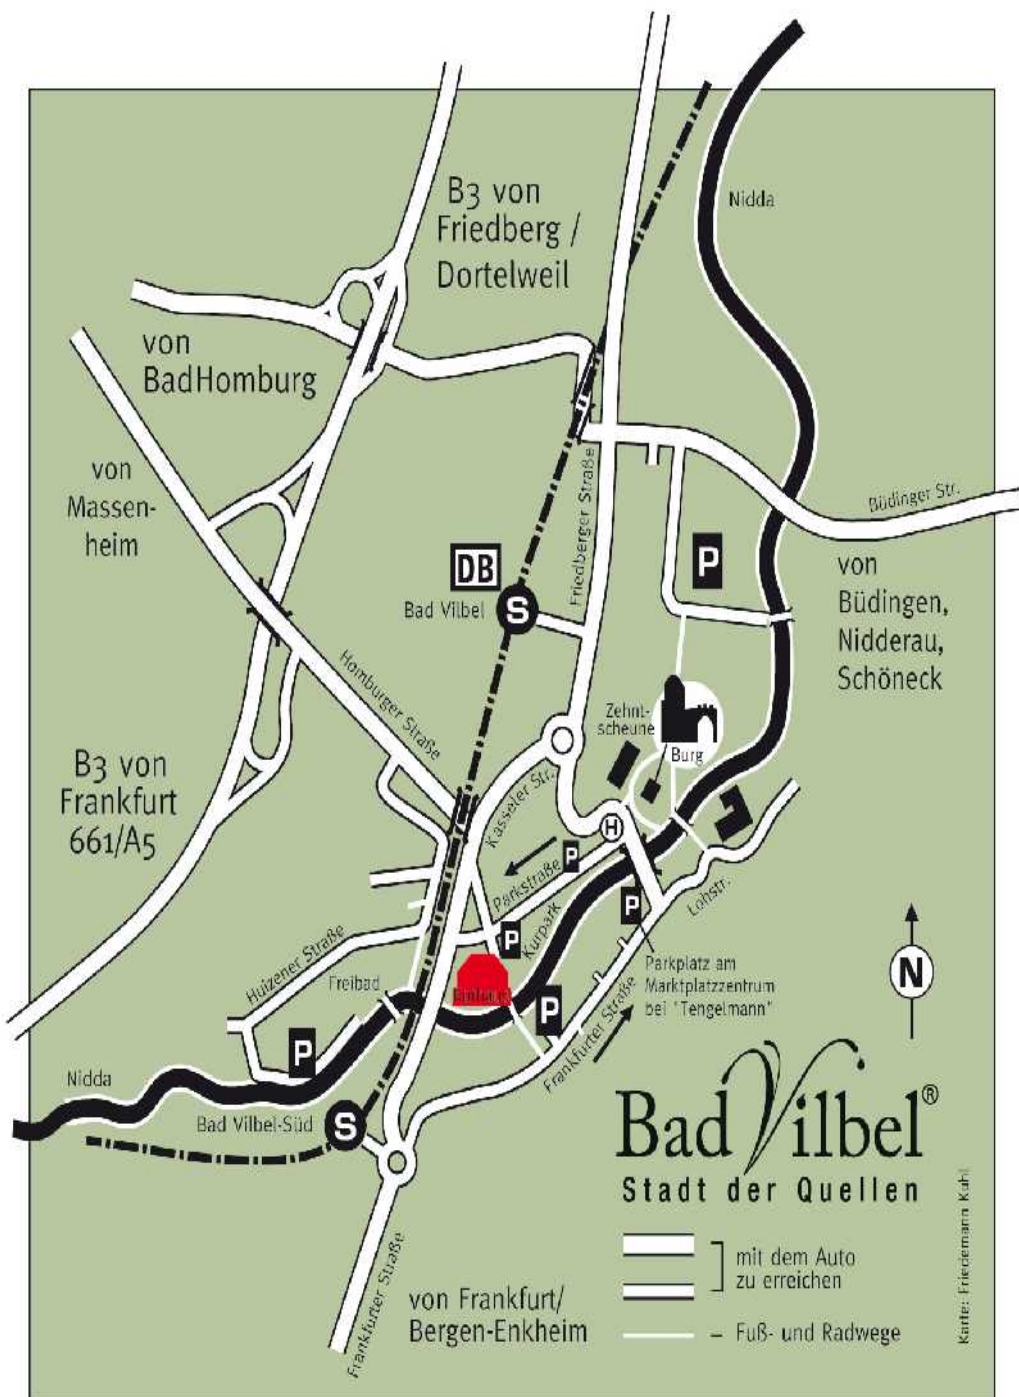 Nidda
B3 von
Friedberg /
Dortelweil
von
BadHomburg
von
Massen-
heim
Friedberger Straße
Büdinger Str.
P
DB
S
Bad Vilbel
von
Büdingen,
Nidderau,
Schöneck
Homburger Straße
Zehnt-
scheune
Burg
B3 von
Frankfurt
661/A5
Kasseler Str.
H
P
Parkstraße
Lohstr.
P
Kurpark
P
Huizener Straße
Freibad
Parkplatz am
Marktplatzzentrum
bei "Tengelmann"
N
P
P
Frankfurter Straße
Nidda
Bad Vilbel-Süd
S
Bad Vilbel®
Stadt der Quellen
Frankfurter Straße
von Frankfurt/
Bergen-Enkheim
mit dem Auto
zu erreichen
– Fuß- und Radwege
Karte: Friedemann Kuhl